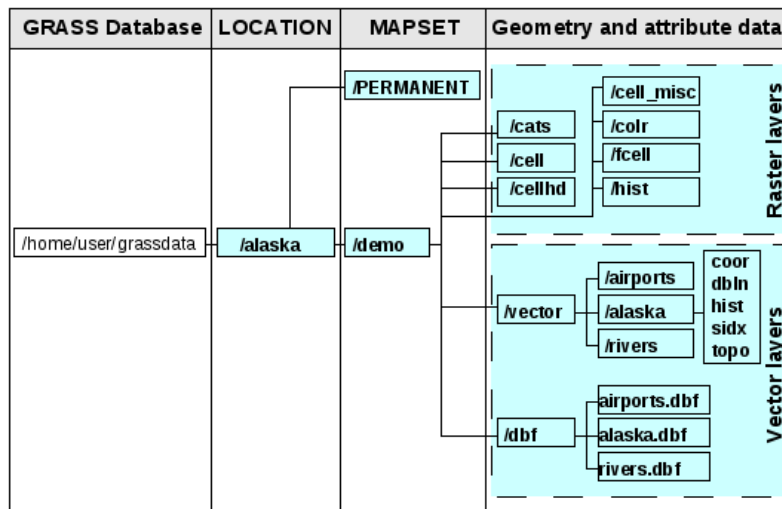 GRASS Database
LOCATION
MAPSET
Geometry and attribute data
/PERMANENT
/cell_misc
/cats
/colr
/cell
/fcell
/cellhd
/hist
Raster layers
/home/user/grassdata
/alaska
/demo
/vector
/airports
/alaska
/rivers
coor
dbln
hist
sidx
topo
/dbf
airports.dbf
alaska.dbf
rivers.dbf
Vector layers